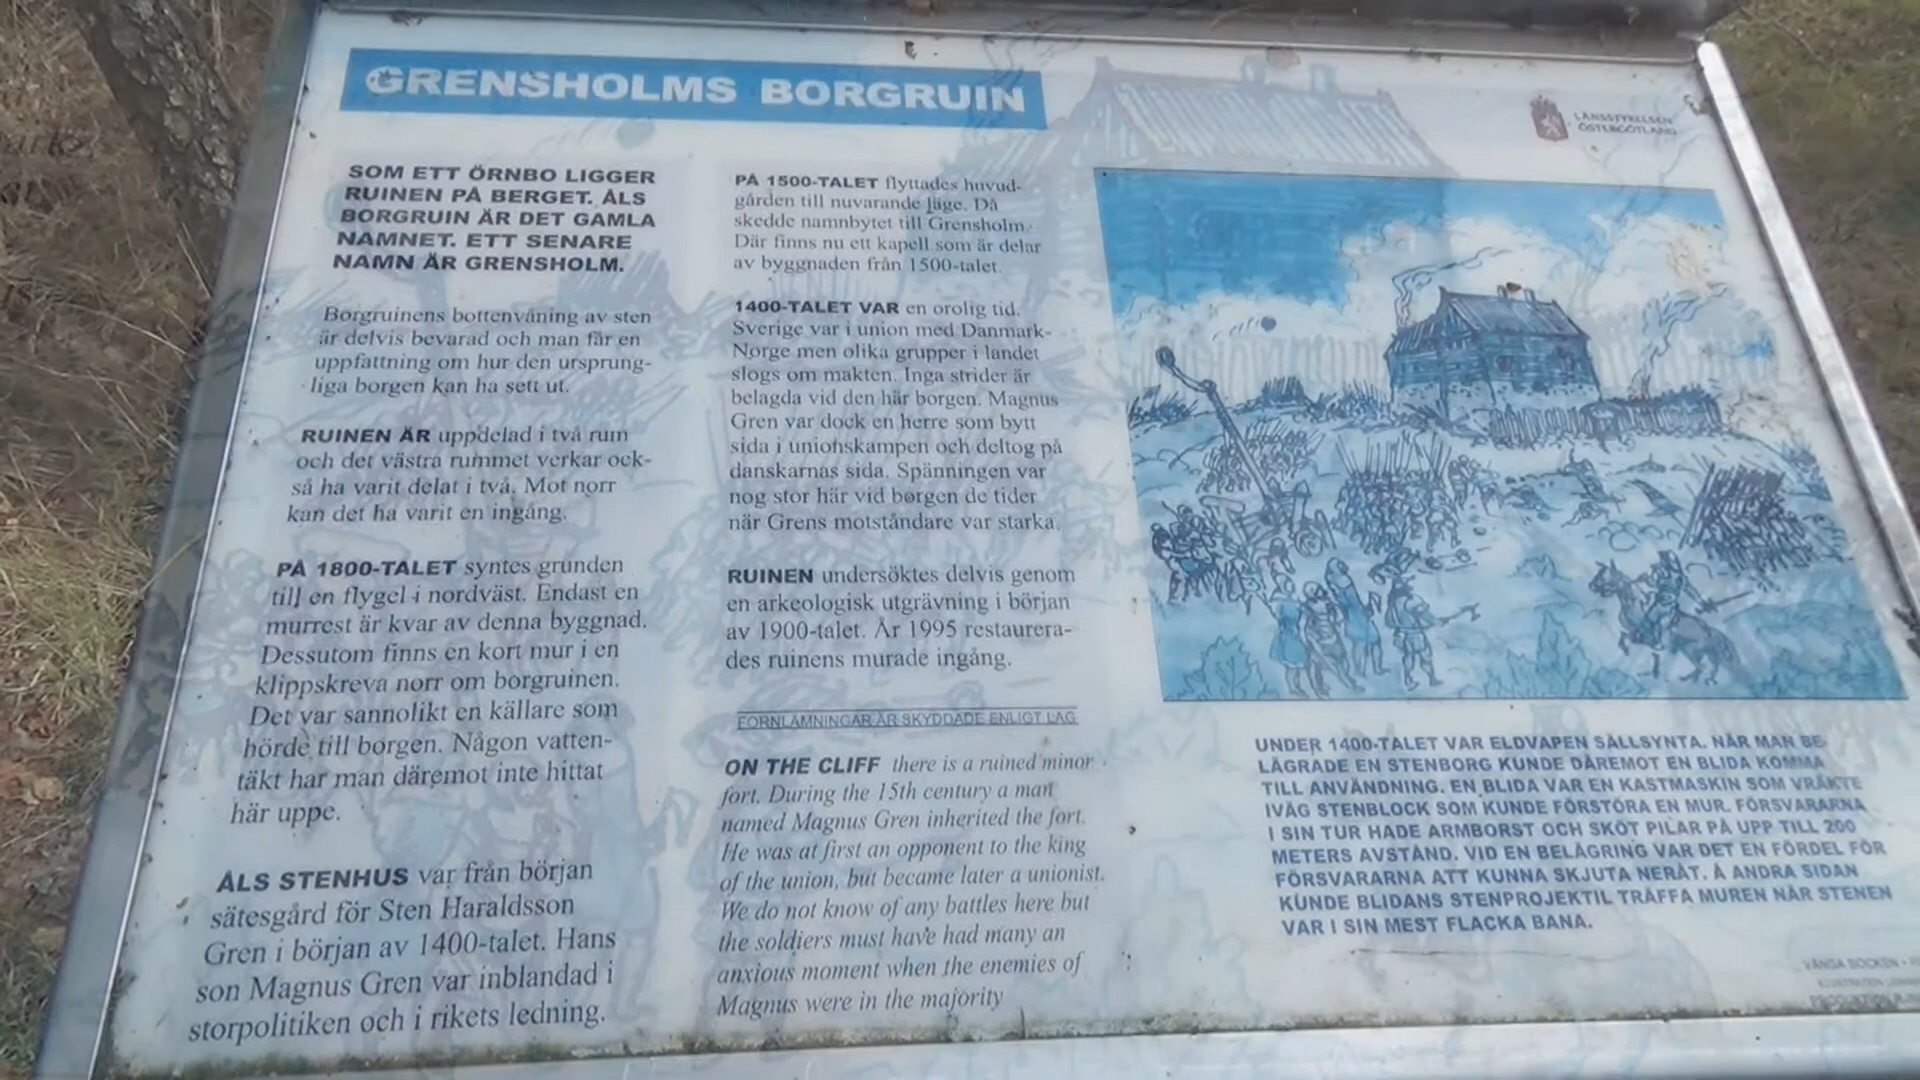 GRENSHOLMS BORGRUIN
LÄNSSTYRELSEN
ÖSTERGÖTLAND
SOM ETT ÖRNBO LIGGER
RUINEN PÅ BERGET. ÅLS
BORGRUIN ÄR DET GAMLA
NAMNET. ETT SENARE
NAMN ÄR GRENSHOLM.
Borgruinens bottenvåning av sten
är delvis bevarad och man får en
uppfattning om hur den ursprung-
liga borgen kan ha sett ut.
RUINEN ÄR uppdelad i två rum
och det västra rummet verkar ock-
så ha varit delat i två. Mot norr
kan det ha varit en ingång.
PÅ 1800-TALET syntes grunden
till en flygel i nordväst. Endast en
murrest är kvar av denna byggnad.
Dessutom finns en kort mur i en
klippskreva norr om borgruinen.
Det var sannolikt en källare som
hörde till borgen. Någon vatten-
täkt har man däremot inte hittat
här uppe.
ÅLS STENHUS var från början
sätesgård för Sten Haraldsson
Gren i början av 1400-talet. Hans
son Magnus Gren var inblandad i
storpolitiken och i rikets ledning.
PÅ 1500-TALET flyttades huvud-
gården till nuvarande läge. Då
skedde namnbytet till Grensholm.
Där finns nu ett kapell som är delar
av byggnaden från 1500-talet.
1400-TALET VAR en orolig tid.
Sverige var i union med Danmark-
Norge men olika grupper i landet
slogs om makten. Inga strider är
belagda vid den här borgen. Magnus
Gren var dock en herre som bytt
sida i unionskampen och deltog på
danskarnas sida. Spänningen var
nog stor här vid borgen de tider
när Grens motståndare var starka.
RUINEN undersöktes delvis genom
en arkeologisk utgrävning i början
av 1900-talet. År 1995 restaurera-
des ruinens murade ingång.
FORNLÄMNINGAR ÄR SKYDDADE ENLIGT LAG
ON THE CLIFF there is a ruined minor
fort. During the 15th century a man
named Magnus Gren inherited the fort.
He was at first an opponent to the king
of the union, but became later a unionist.
We do not know of any battles here but
the soldiers must have had many an
anxious moment when the enemies of
Magnus were in the majority
UNDER 1400-TALET VAR ELDVAPEN SÄLLSYNTA. NÄR MAN BE-
LÄGRADE EN STENBORG KUNDE DÄREMOT EN BLIDA KOMMA
TILL ANVÄNDNING. EN BLIDA VAR EN KASTMASKIN SOM VRÄKTE
IVÄG STENBLOCK SOM KUNDE FÖRSTÖRA EN MUR. FÖRSVARARNA
I SIN TUR HADE ARMBORST OCH SKÖT PILAR PÅ UPP TILL 200
METERS AVSTÅND. VID EN BELÄGRING VAR DET EN FÖRDEL FÖR
FÖRSVARARNA ATT KUNNA SKJUTA NERÅT. Å ANDRA SIDAN
KUNDE BLIDANS STENPROJEKTIL TRÄFFA MUREN NÄR STENEN
VAR I SIN MEST FLACKA BANA.
VÅNGA SOCKEN
ILLUSTRATION
PRODUKTION